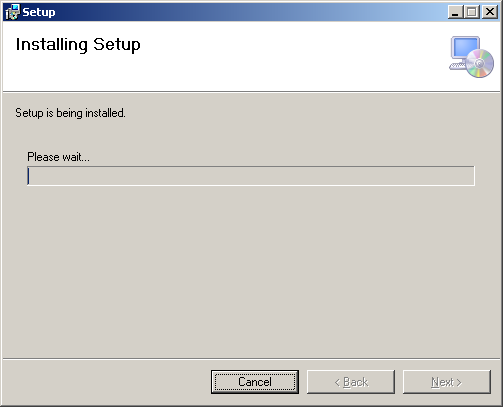 Setup
Installing Setup
Setup is being installed.
Please wait...
Cancel
< Back
Next >